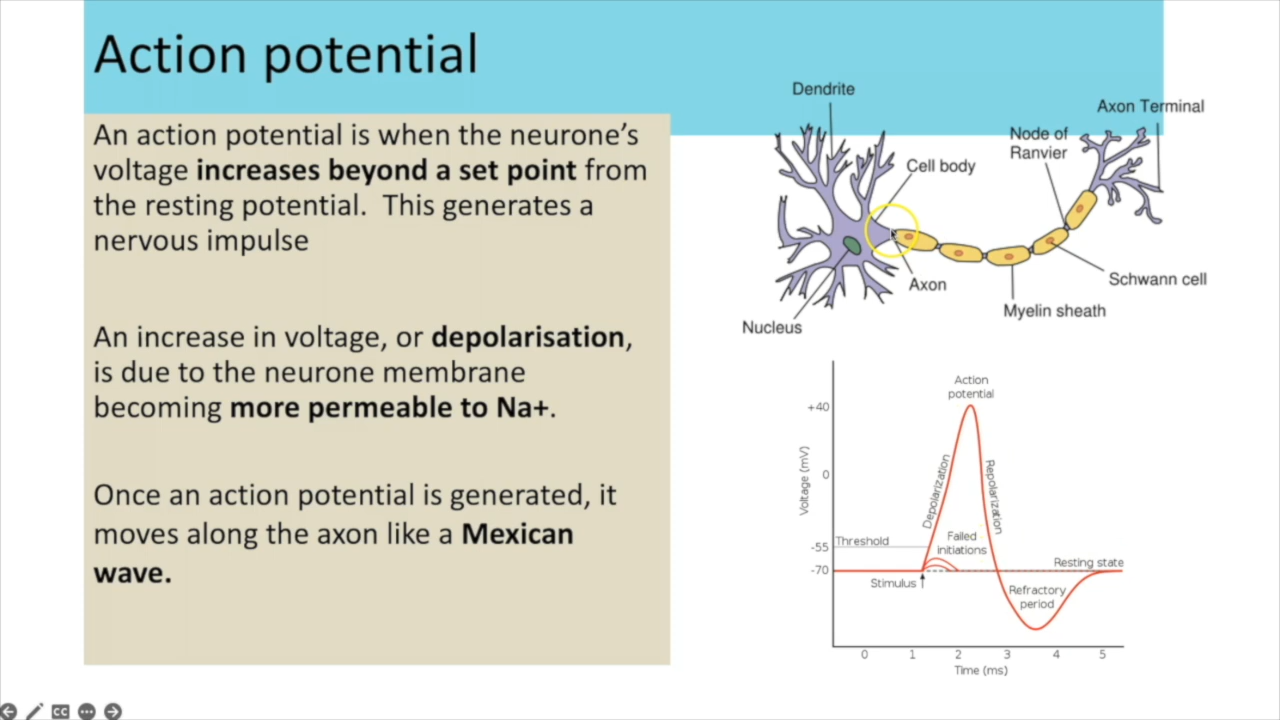 Action potential
An action potential is when the neurone's
voltage increases beyond a set point from
the resting potential.  This generates a
nervous impulse
An increase in voltage, or depolarisation,
is due to the neurone membrane
becoming more permeable to Na+.
Once an action potential is generated, it
moves along the axon like a Mexican
wave.
Dendrite
Axon Terminal
Node of
Ranvier
Cell body
Axon
Schwann cell
Myelin sheath
Nucleus
Action
potential
+40
Voltage (mV)
0
Depolarization
Repolarization
Threshold
Failed
initiations
-55
-70
Resting state
Stimulus
Refractory
period
0 1 2 3 4 5
Time (ms)
CC